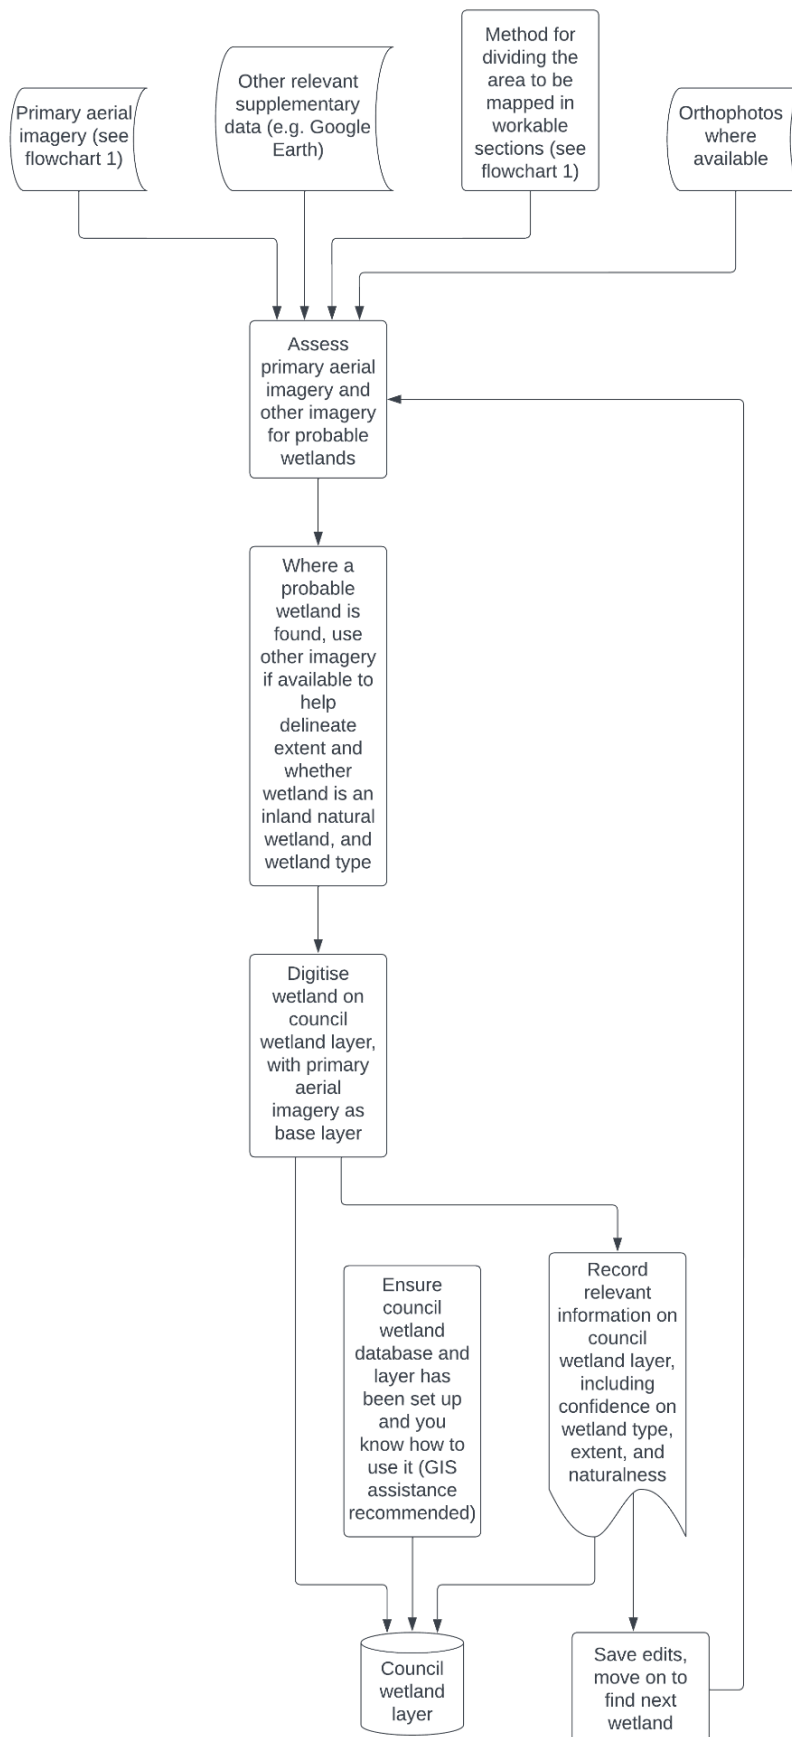 Primary aerial
imagery (see
flowchart 1)
Other relevant
supplementary
data (e.g. Google
Earth)
Method for
dividing the
area to be
mapped in
workable
sections (see
flowchart 1)
Orthophotos
where
available
Assess
primary aerial
imagery and
other imagery
for probable
wetlands
Where a
probable
wetland is
found, use
other imagery
if available to
help
delineate
extent and
whether
wetland is an
inland natural
wetland, and
wetland type
Digitise
wetland on
council
wetland layer,
with primary
aerial
imagery as
base layer
Ensure
council
wetland
database and
layer has
been set up
and you
know how to
use it (GIS
assistance
recommended)
Record
relevant
information on
council
wetland layer,
including
confidence on
wetland type,
extent, and
naturalness
Council
wetland
layer
Save edits,
move on to
find next
wetland